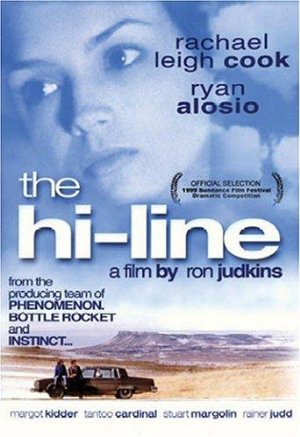 rachael
leigh cook
ryan
alosio
OFFICIAL SELECTION
1999 Sundance Film Festival
Dramatic Competition
the
hi-line
a film by ron judkins
from the
producing team of
PHENOMENON,
BOTTLE ROCKET
and
INSTINCT...
margot kidder tantoo cardinal stuart margolin rainer judd